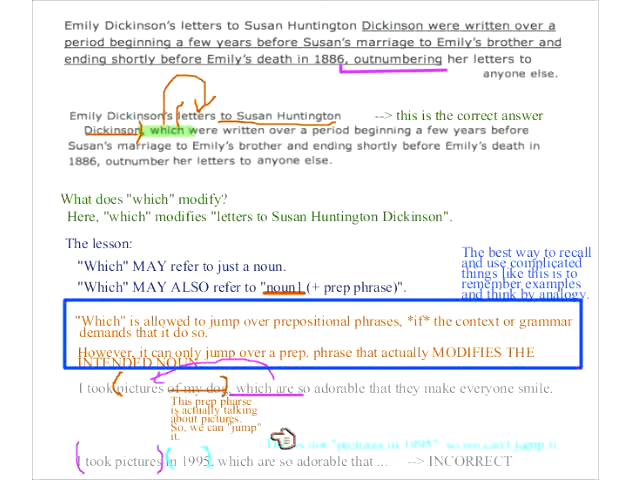 Emily Dickinson's letters to Susan Huntington Dickinson were written over a
period beginning a few years before Susan's marriage to Emily's brother and
ending shortly before Emily's death in 1886, outnumbering her letters to
anyone else.
Emily Dickinson's letters to Susan Huntington --> this is the correct answer
Dickinson, which were written over a period beginning a few years before
Susan's marriage to Emily's brother and ending shortly before Emily's death in
1886, outnumber her letters to anyone else.
What does "which" modify?
Here, "which" modifies "letters to Susan Huntington Dickinson".
The lesson:
"Which" MAY refer to just a noun.
"Which" MAY ALSO refer to "noun1 (+ prep phrase)".
The best way to recall
and use complicated
things like this is to
remember examples
and think by analogy.
"Which" is allowed to jump over prepositional phrases, *if* the context or grammar
demands that it do so.
However, it can only jump over a prep. phrase that actually MODIFIES THE
INTENDED NOUN
I took pictures of my dog, which are so adorable that they make everyone smile.
This prep pharse
is actually talking
about pictures.
So, we can "jump"
it.
not "pictures in 1995", so can't jump it
I took pictures in 1995, which are so adorable that ... --> INCORRECT